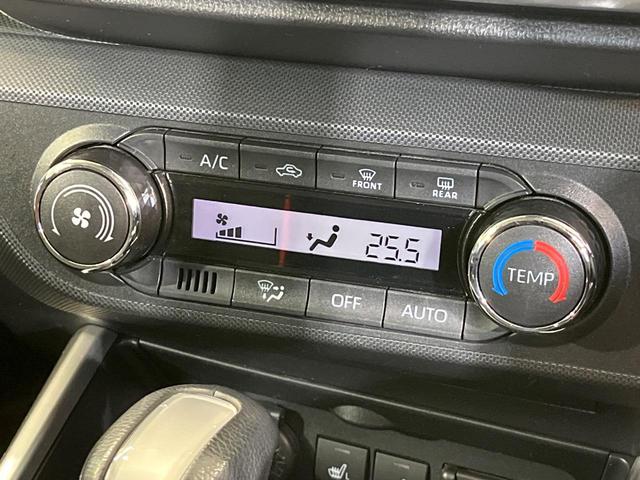 A/C
FRONT
REAR
25.5
TEMP
OFF
AUTO
L